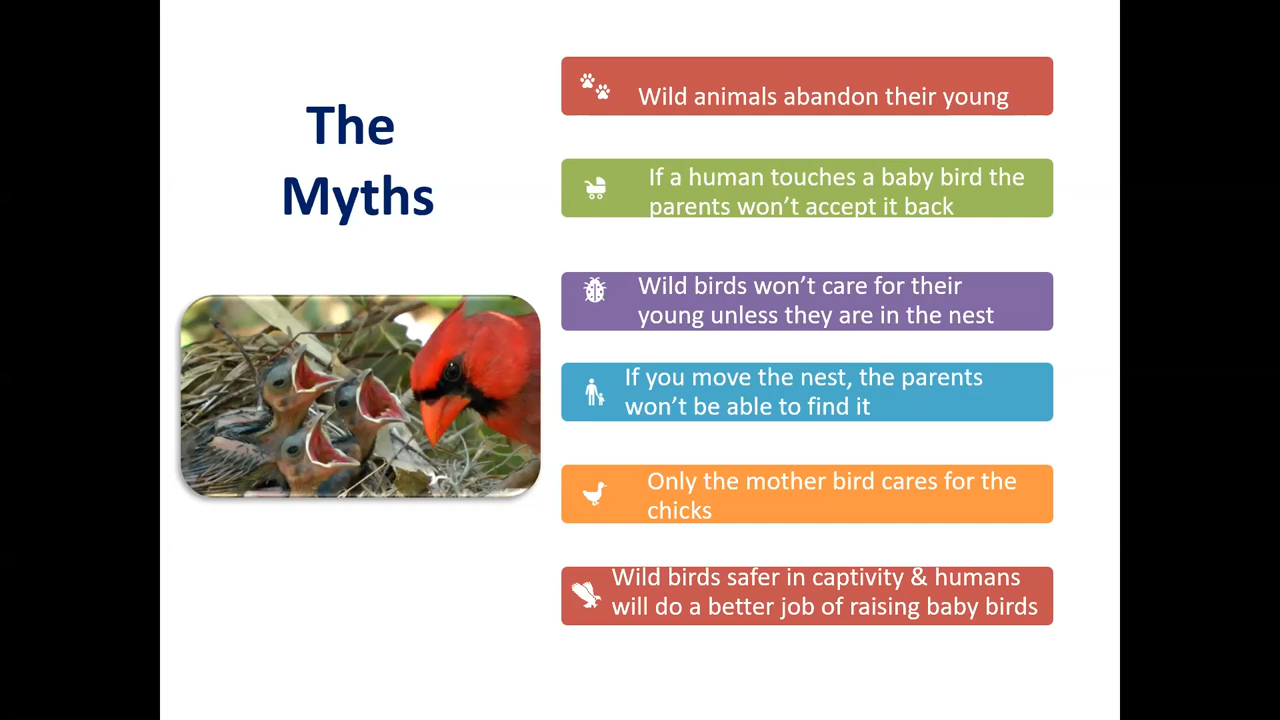 The
Myths
Wild animals abandon their young
If a human touches a baby bird the
parents won’t accept it back
Wild birds won’t care for their
young unless they are in the nest
If you move the nest, the parents
won’t be able to find it
Only the mother bird cares for the
chicks
Wild birds safer in captivity & humans
will do a better job of raising baby birds